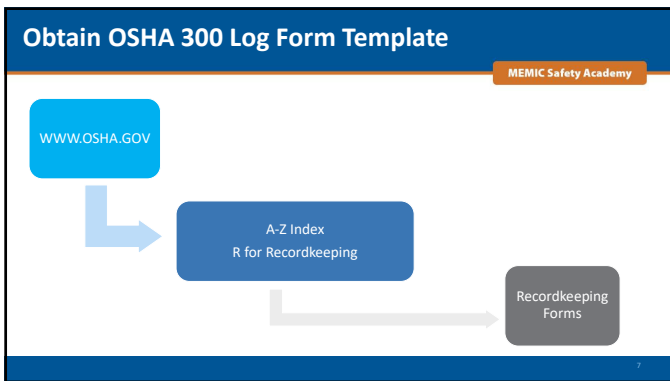 Obtain OSHA 300 Log Form Template
MEMIC Safety Academy
WWW.OSHA.GOV
A-Z Index
R for Recordkeeping
Recordkeeping
Forms
7